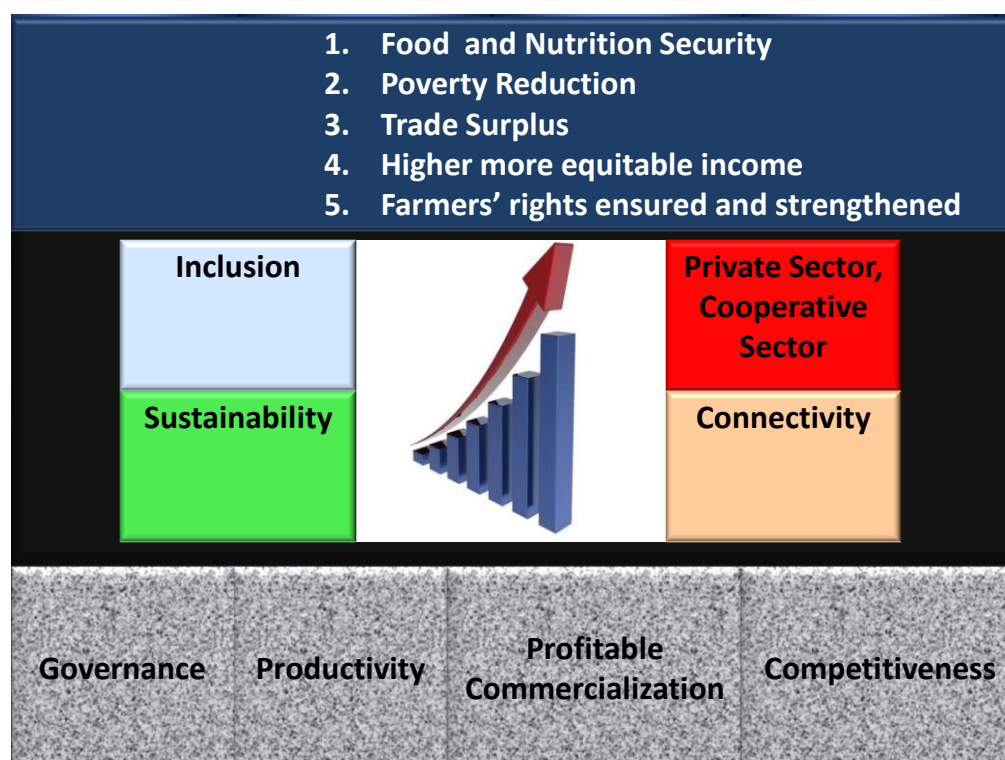 1. Food and Nutrition Security
2. Poverty Reduction
3. Trade Surplus
4. Higher more equitable income
5. Farmers’ rights ensured and strengthened
Inclusion
Private Sector,
Cooperative
Sector
Sustainability
Connectivity
Governance
Productivity
Profitable
Commercialization
Competitiveness